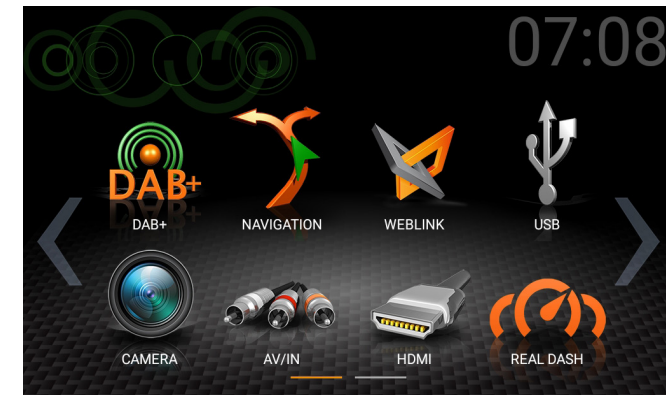 07:08
DAB+
DAB+
NAVIGATION
WEBLINK
USB
CAMERA
AV/IN
HDMI
REAL DASH